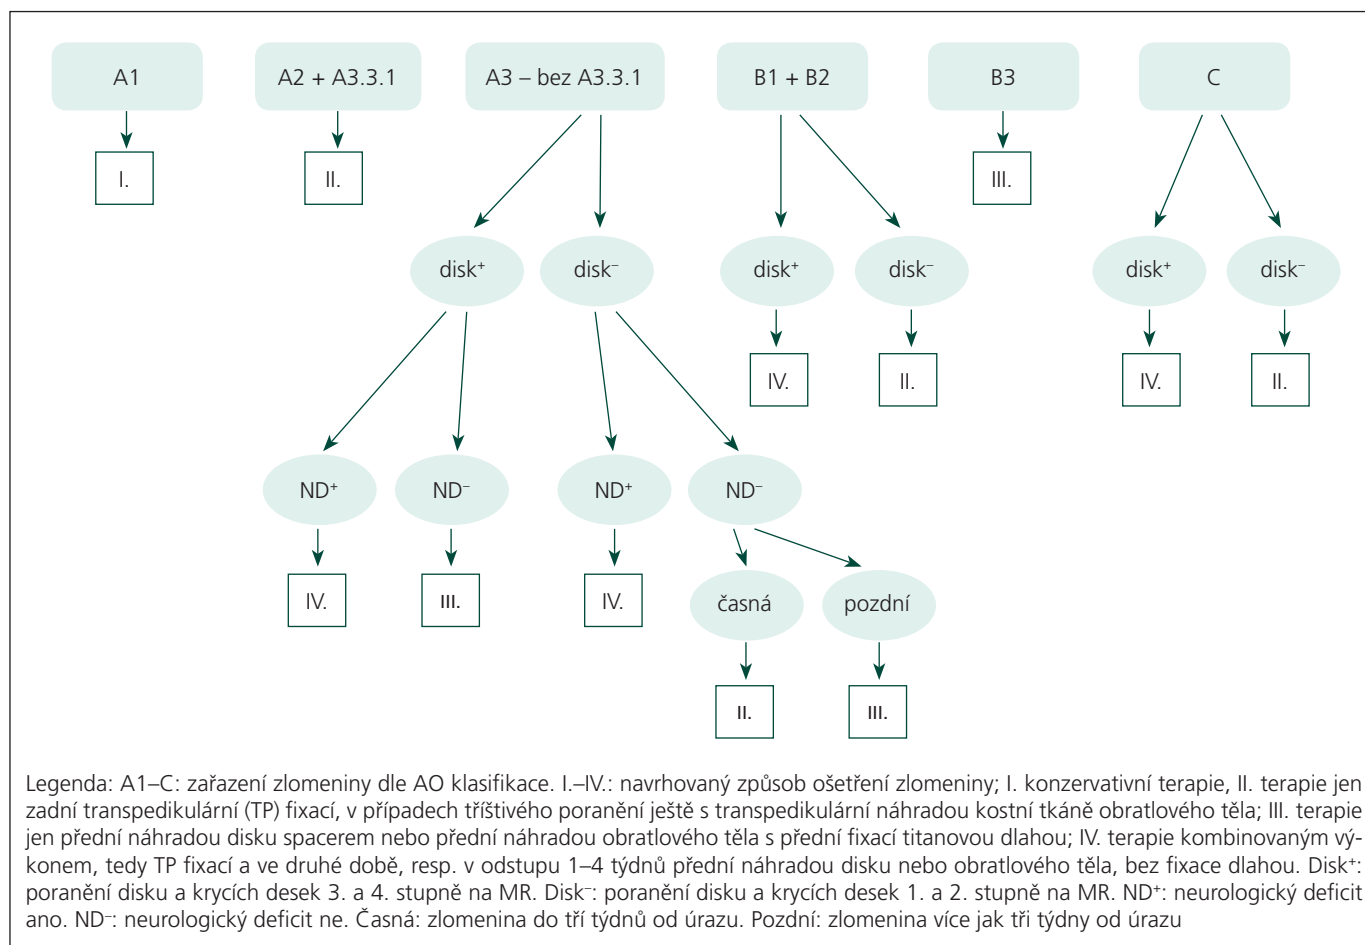 A1
A2 + A3.3.1
A3 – bez A3.3.1
B1 + B2
B3
C
I.
II.
III.
disk⁺
disk⁻
disk⁺
disk⁻
disk⁺
disk⁻
IV.
II.
IV.
II.
ND⁺
ND⁻
ND⁺
ND⁻
IV.
III.
IV.
časná
pozdní
II.
III.
Legenda: A1–C: zařazení zlomeniny dle AO klasifikace. I.–IV.: navrhovaný způsob ošetření zlomeniny; I. konzervativní terapie, II. terapie jen
zadní transpedikulární (TP) fixací, v případech tříštivého poranění ještě s transpedikulární náhradou kostní tkáně obratlového těla; III. terapie
jen přední náhradou disku spacerem nebo přední náhradou obratlového těla s přední fixací titanovou dlahou; IV. terapie kombinovaným vý-
konem, tedy TP fixací a ve druhé době, resp. v odstupu 1–4 týdnů přední náhradou disku nebo obratlového těla, bez fixace dlahou. Disk⁺:
poranění disku a krycích desek 3. a 4. stupně na MR. Disk⁻: poranění disku a krycích desek 1. a 2. stupně na MR. ND⁺: neurologický deficit
ano. ND⁻: neurologický deficit ne. Časná: zlomenina do tří týdnů od úrazu. Pozdní: zlomenina více jak tři týdny od úrazu